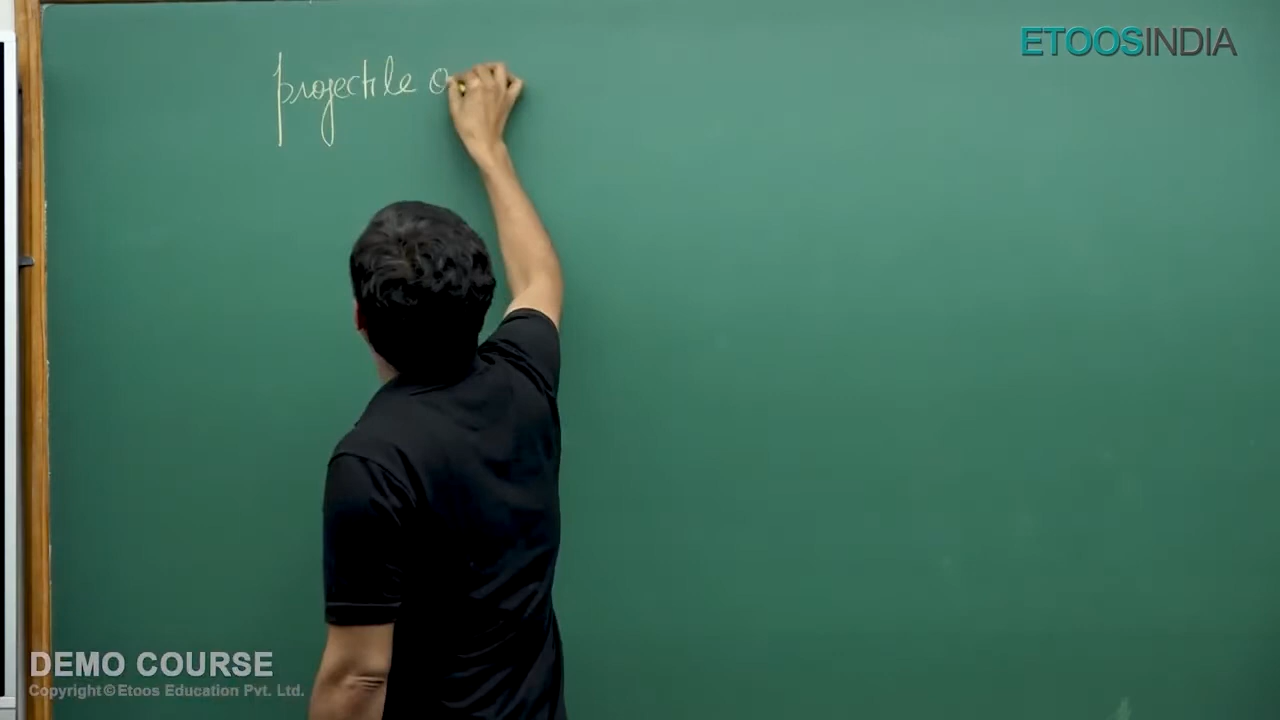 ETOOSINDIA
projectile o
DEMO COURSE
Copyright © Etoos Education Pvt. Ltd.